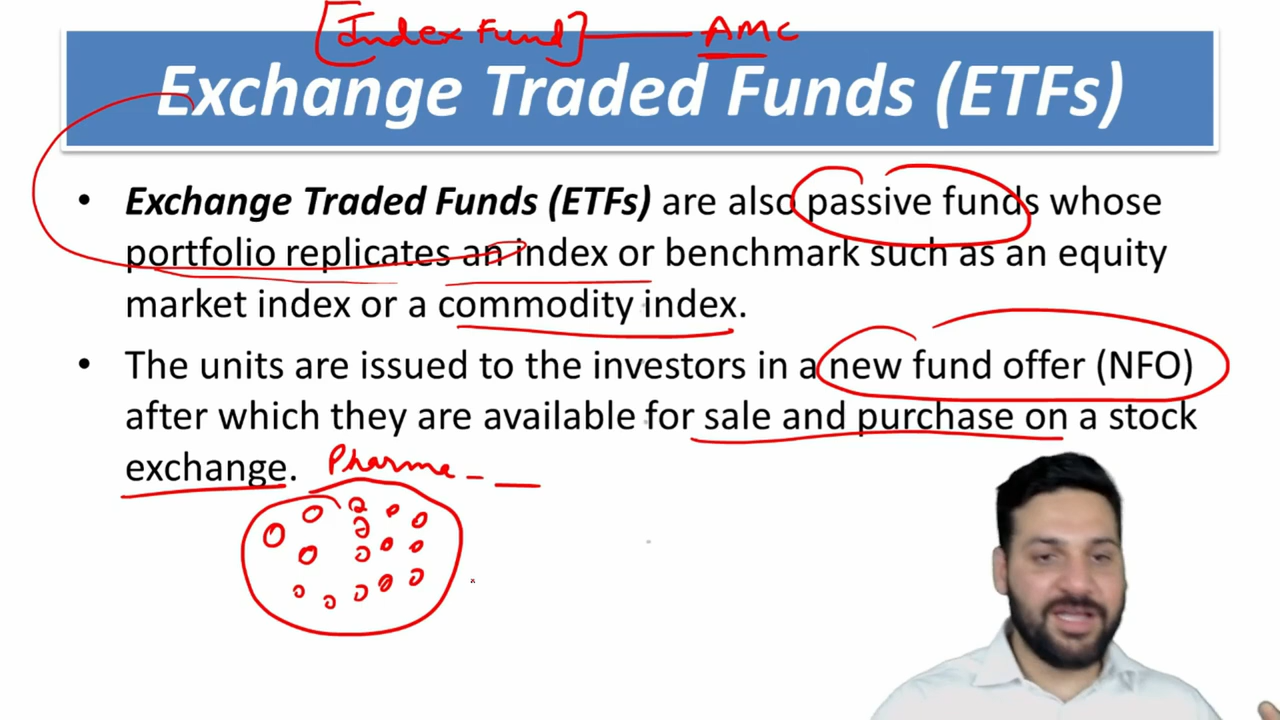 [Index Fund] AMC
Exchange Traded Funds (ETFs)
• Exchange Traded Funds (ETFs) are also passive funds whose
portfolio replicates an index or benchmark such as an equity
market index or a commodity index.
• The units are issued to the investors in a new fund offer (NFO)
after which they are available for sale and purchase on a stock
exchange.
Pharma